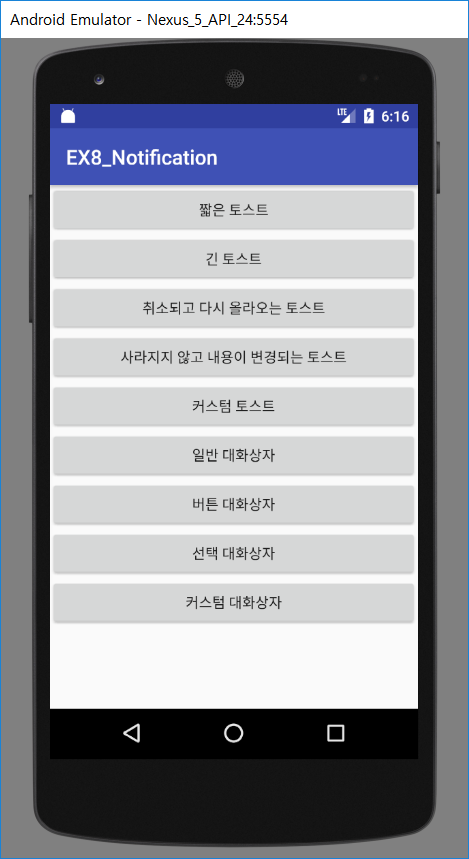 Android Emulator - Nexus_5_API_24:5554
LTE 6:16
EX8_Notification
짧은 토스트
긴 토스트
취소되고 다시 올라오는 토스트
사라지지 않고 내용이 변경되는 토스트
커스텀 토스트
일반 대화상자
버튼 대화상자
선택 대화상자
커스텀 대화상자